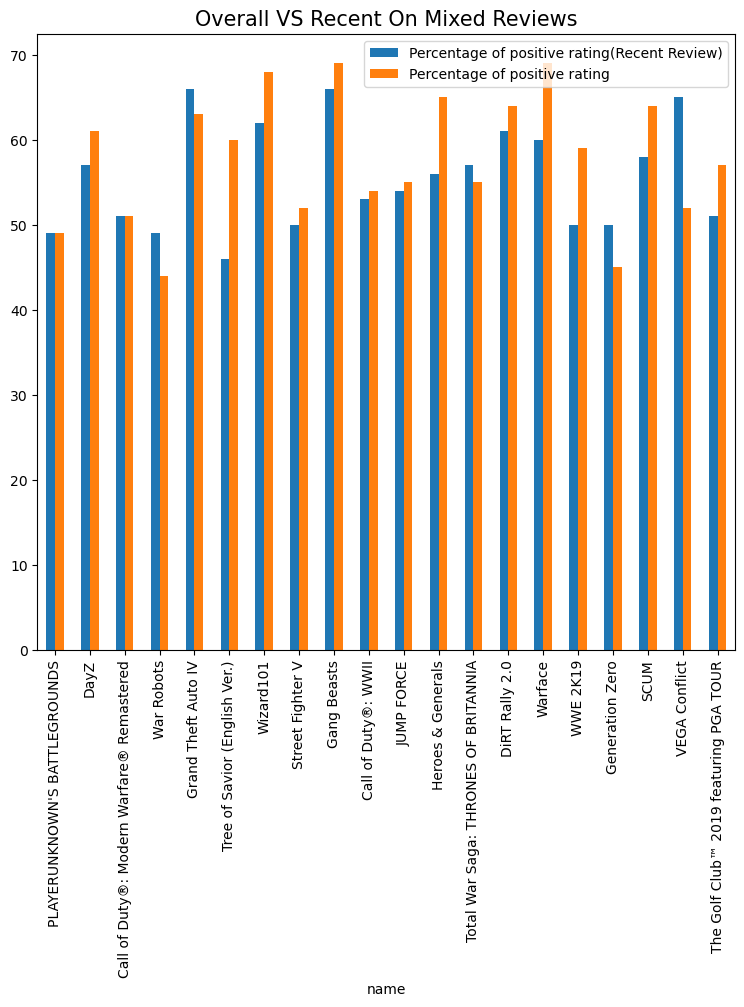 Overall VS Recent On Mixed Reviews
Percentage of positive rating(Recent Review)
Percentage of positive rating
70
60
50
40
30
20
10
0
PLAYERUNKNOWN'S BATTLEGROUNDS
DayZ
Call of Duty®: Modern Warfare® Remastered
War Robots
Grand Theft Auto IV
Tree of Savior (English Ver.)
Wizard101
Street Fighter V
Gang Beasts
Call of Duty®: WWII
JUMP FORCE
Heroes & Generals
Total War Saga: THRONES OF BRITANNIA
DiRT Rally 2.0
Warface
WWE 2K19
Generation Zero
SCUM
VEGA Conflict
The Golf Club™ 2019 featuring PGA TOUR
name